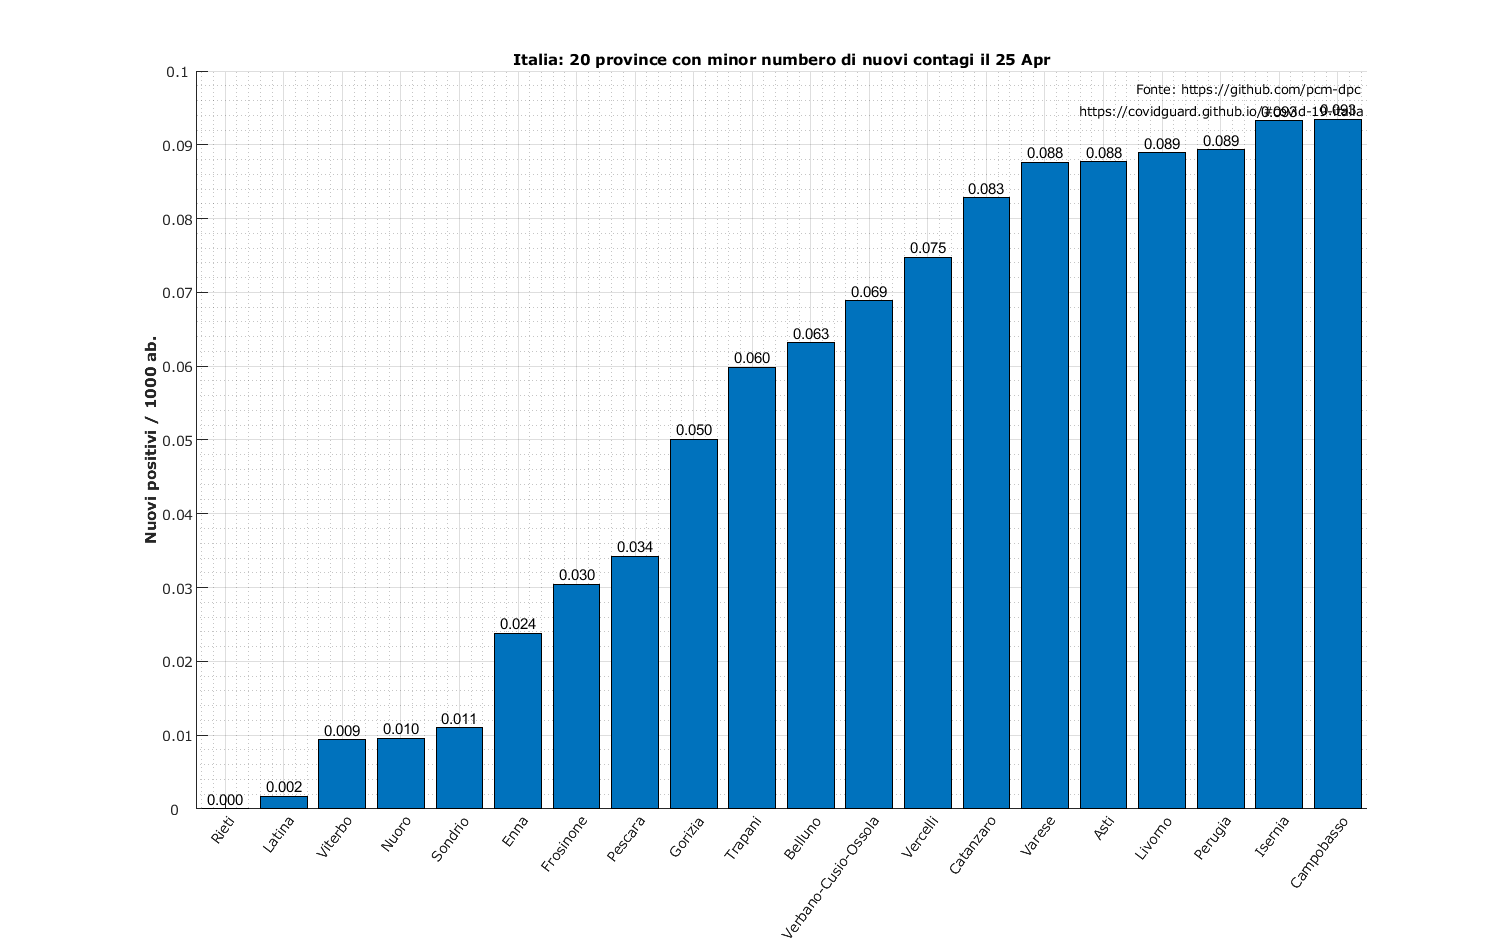 Italia: 20 province con minor numbero di nuovi contagi il 25 Apr
Fonte: https://github.com/pcm-dpc
https://covidguard.github.io/#covid-19-italia
Nuovi positivi / 1000 ab.
0.1
0.09
0.08
0.07
0.06
0.05
0.04
0.03
0.02
0.01
0
0.000
0.002
0.009
0.010
0.011
0.024
0.030
0.034
0.050
0.060
0.063
0.069
0.075
0.083
0.088
0.088
0.089
0.089
0.093
0.093
Rieti
Latina
Viterbo
Nuoro
Sondrio
Enna
Frosinone
Pescara
Gorizia
Trapani
Belluno
Verbano-Cusio-Ossola
Vercelli
Catanzaro
Varese
Asti
Livorno
Perugia
Isernia
Campobasso